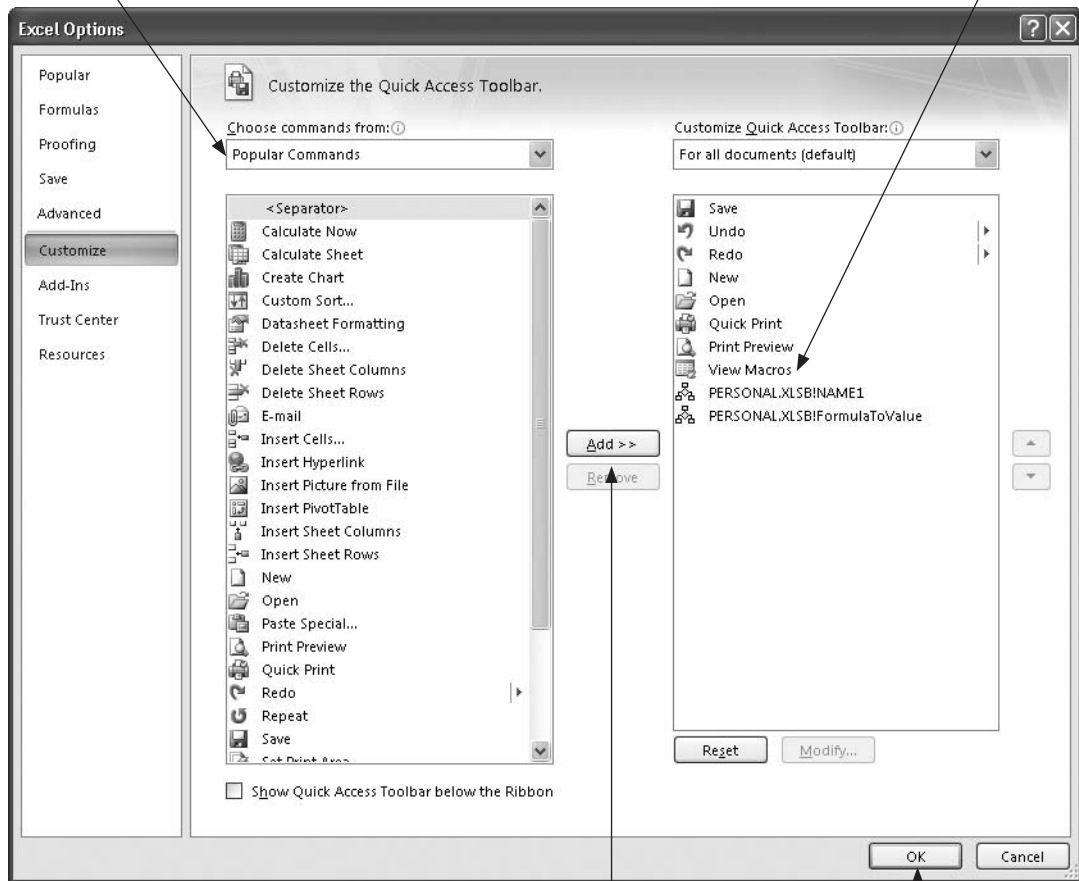 Excel Options
Popular
Formulas
Proofing
Save
Advanced
Customize
Add-Ins
Trust Center
Resources
Customize the Quick Access Toolbar.
Choose commands from:
Popular Commands
<Separator>
Calculate Now
Calculate Sheet
Create Chart
Custom Sort...
Datasheet Formatting
Delete Cells...
Delete Sheet Columns
Delete Sheet Rows
E-mail
Insert Cells...
Insert Hyperlink
Insert Picture from File
Insert PivotTable
Insert Sheet Columns
Insert Sheet Rows
New
Open
Paste Special...
Print Preview
Quick Print
Redo
Repeat
Save
Set Print Area
Show Quick Access Toolbar below the Ribbon
Add >>
Remove
Customize Quick Access Toolbar:
For all documents (default)
Save
Undo
Redo
New
Open
Quick Print
Print Preview
View Macros
PERSONAL.XLSB!NAME1
PERSONAL.XLSB!FormulaToValue
Reset
Modify...
OK
Cancel